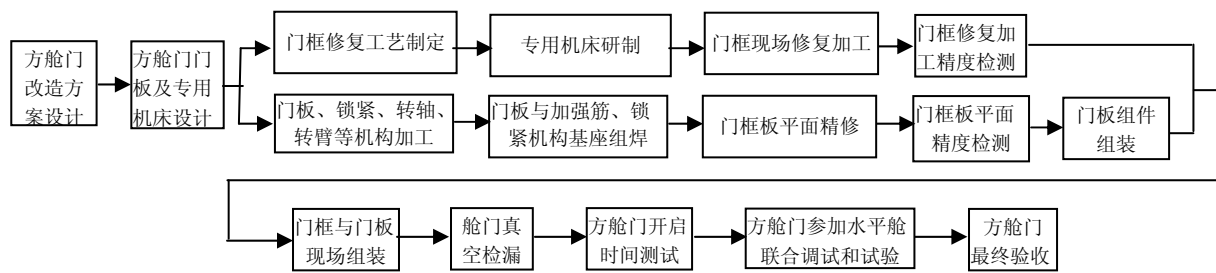 方舱门
改造方
案设计
方舱门门
板及专用
机床设计
门框修复工艺制定
专用机床研制
门框现场修复加工
门框修复加
工精度检测
门板、锁紧、转轴、
转臂等机构加工
门板与加强筋、锁
紧机构基座组焊
门框板平面精修
门框板平面
精度检测
门板组件
组装
门框与门板
现场组装
舱门真
空检漏
方舱门开启
时间测试
方舱门参加水平舱
联合调试和试验
方舱门
最终验收